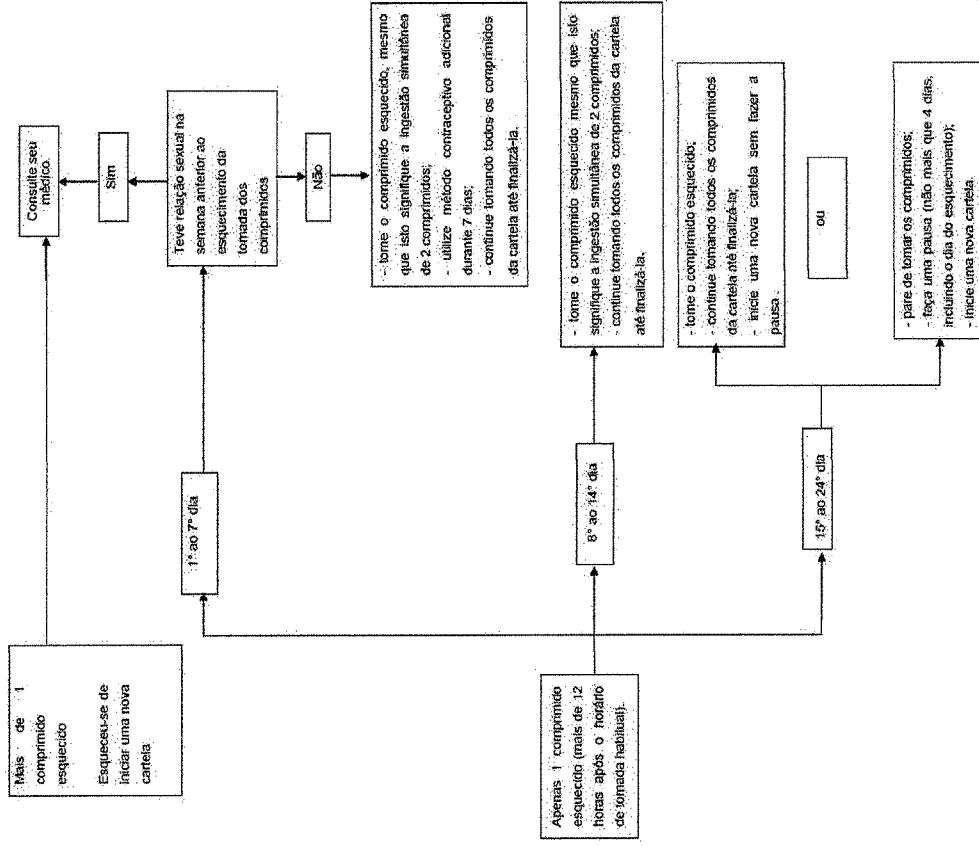 Mais de 1
comprimido
esquecido
Esqueceu-se de
iniciar uma nova
cartela
Consulte seu
médico.
Sim
Teve relação sexual na
semana anterior ao
esquecimento da
tomada dos
comprimidos
Não
1º ao 7º dia
- tome o comprimido esquecido, mesmo
que isto signifique a ingestão simultânea
de 2 comprimidos;
- utilize método contraceptivo adicional
durante 7 dias;
- continue tomando todos os comprimidos
da cartela até finalizá-la.
Apenas 1 comprimido
esquecido (mais de 12
horas após o horário
de tomada habitual).
8º ao 14º dia
- tome o comprimido esquecido mesmo que isto
signifique a ingestão simultânea de 2 comprimidos;
- continue tomando todos os comprimidos da cartela
até finalizá-la.
15º ao 24º dia
- tome o comprimido esquecido;
- continue tomando todos os comprimidos
da cartela até finalizá-la;
- inicie uma nova cartela sem fazer a
pausa .
ou
- pare de tomar os comprimidos;
- faça uma pausa (não mais que 4 dias,
incluindo o dia do esquecimento);
- inicie uma nova cartela.